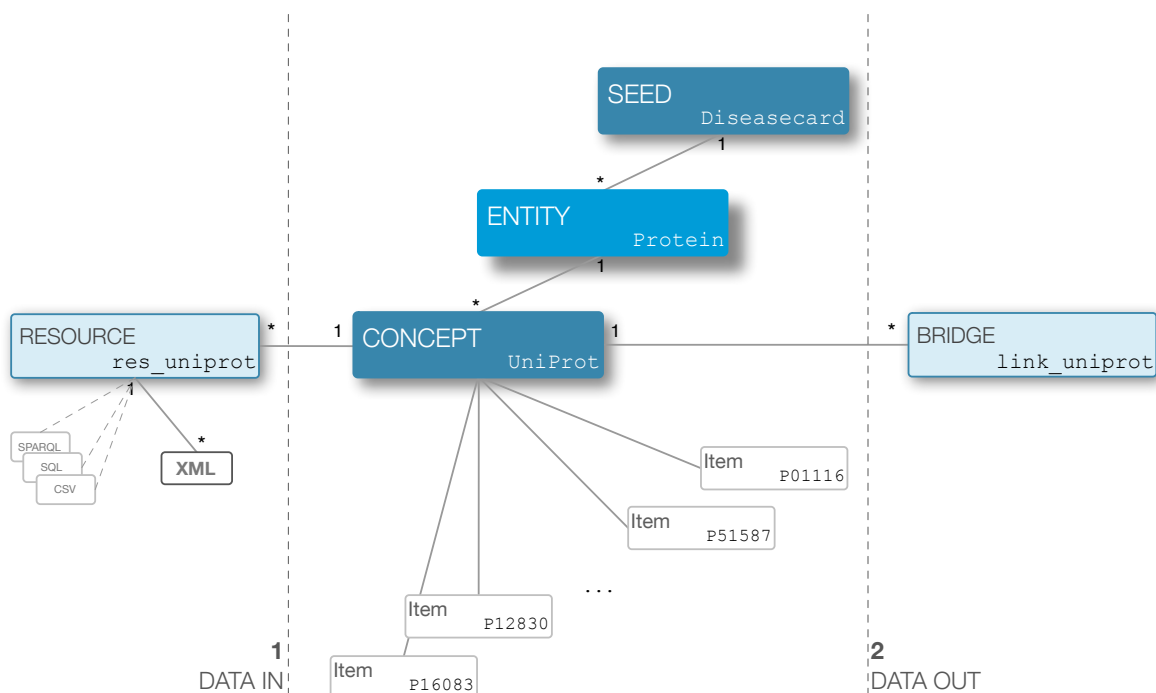 SEED
Diseasecard
1
*
ENTITY
Protein
1
*
RESOURCE
res_uniprot
*
1
CONCEPT
UniProt
1
*
BRIDGE
link_uniprot
1
*
SPARQL
SQL
CSV
XML
Item
P01116
Item
P51587
...
Item
P12830
Item
P16083
1
DATA IN
2
DATA OUT